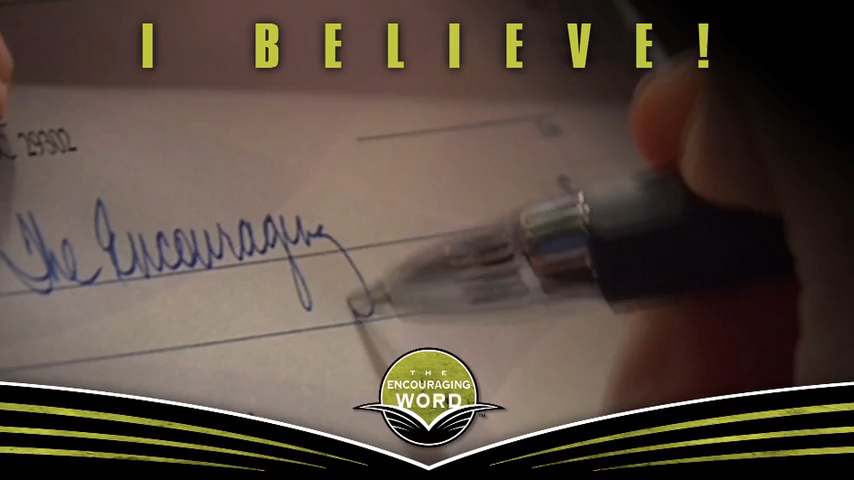 I BELIEVE!
29302
The Encouraging
THE
ENCOURAGING
WORD